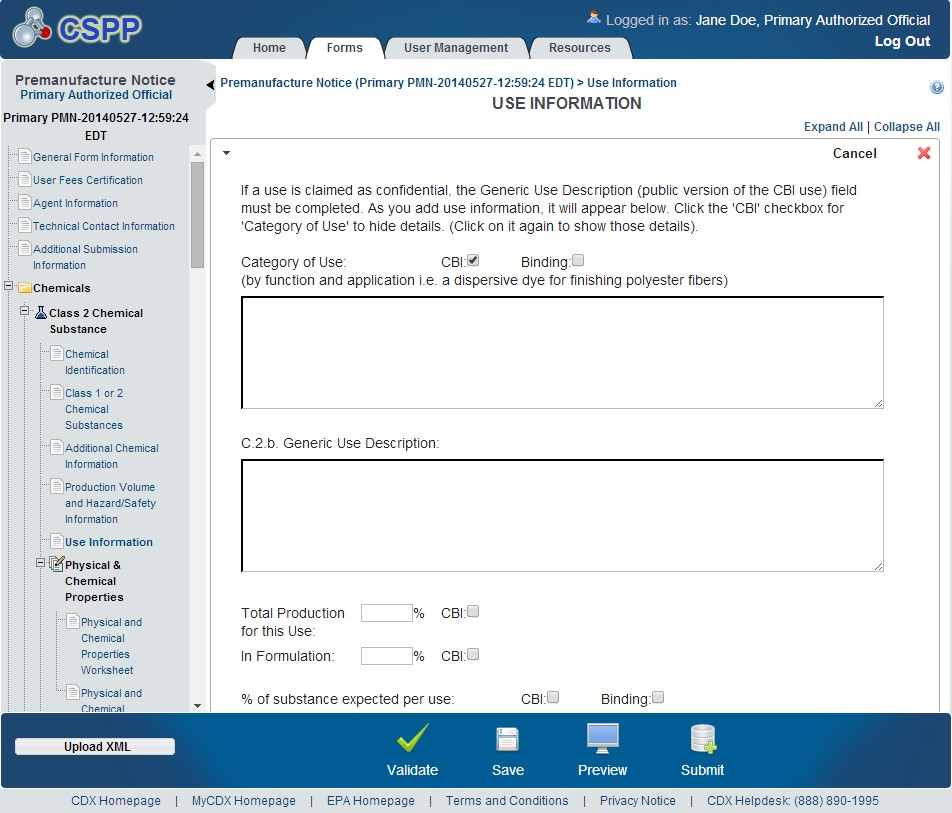 CSPP
Logged in as: Jane Doe, Primary Authorized Official
Log Out
Home
Forms
User Management
Resources
Premanufacture Notice
Primary Authorized Official
Primary PMN-20140527-12:59:24
EDT
General Form Information
User Fees Certification
Agent Information
Technical Contact Information
Additional Submission
Information
Chemicals
Class 2 Chemical
Substance
Chemical
Identification
Class 1 or 2
Chemical
Substances
Additional Chemical
Information
Production Volume
and Hazard/Safety
Information
Use Information
Physical &
Chemical
Properties
Physical and
Chemical
Properties
Worksheet
Physical and
Chemical
Premanufacture Notice (Primary PMN-20140527-12:59:24 EDT) > Use Information
?
USE INFORMATION
Expand All | Collapse All
Cancel
If a use is claimed as confidential, the Generic Use Description (public version of the CBI use) field
must be completed. As you add use information, it will appear below. Click the 'CBI' checkbox for
'Category of Use' to hide details. (Click on it again to show those details).
Category of Use: CBI: Binding:
(by function and application i.e. a dispersive dye for finishing polyester fibers)
C.2.b. Generic Use Description:
Total Production % CBI:
for this Use:
In Formulation: % CBI:
% of substance expected per use: CBI: Binding:
Upload XML
Validate
Save
Preview
Submit
CDX Homepage | MyCDX Homepage | EPA Homepage | Terms and Conditions | Privacy Notice | CDX Helpdesk: (888) 890-1995